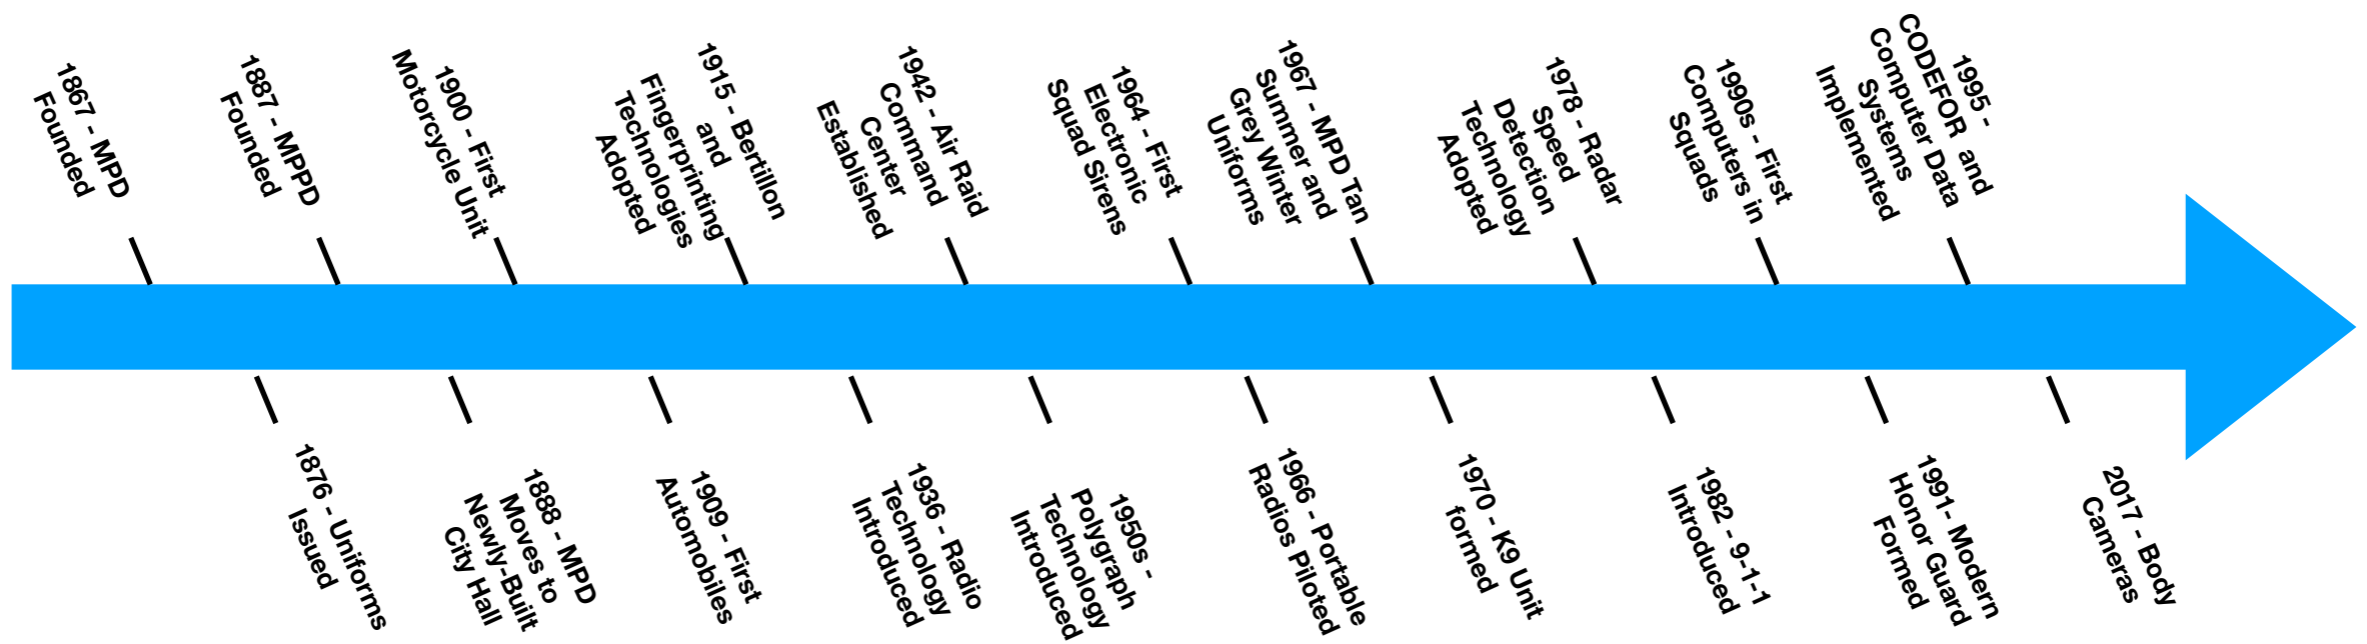 1867 - MPD
Founded
1887 - MPPD
Founded
1900 - First
Motorcycle Unit
1915 - Bertillon
and
Fingerprinting
Technologies
Adopted
1942 - Air Raid
Command
Center
Established
1964 - First
Electronic
Squad Sirens
1967 - MPD Tan
Summer and
Grey Winter
Uniforms
1978 - Radar
Speed
Detection
Technology
Adopted
1990s - First
Computers in
Squads
1995 -
CODEFOR and
Computer Data
Systems
Implemented
1876 - Uniforms
Issued
1888 - MPD
Moves to
Newly-Built
City Hall
1909 - First
Automobiles
1936 - Radio
Technology
Introduced
1950s -
Polygraph
Technology
Introduced
1966 - Portable
Radios Piloted
1970 - K9 Unit
formed
1982 - 9-1-1
Introduced
1991- Modern
Honor Guard
Formed
2017 - Body
Cameras